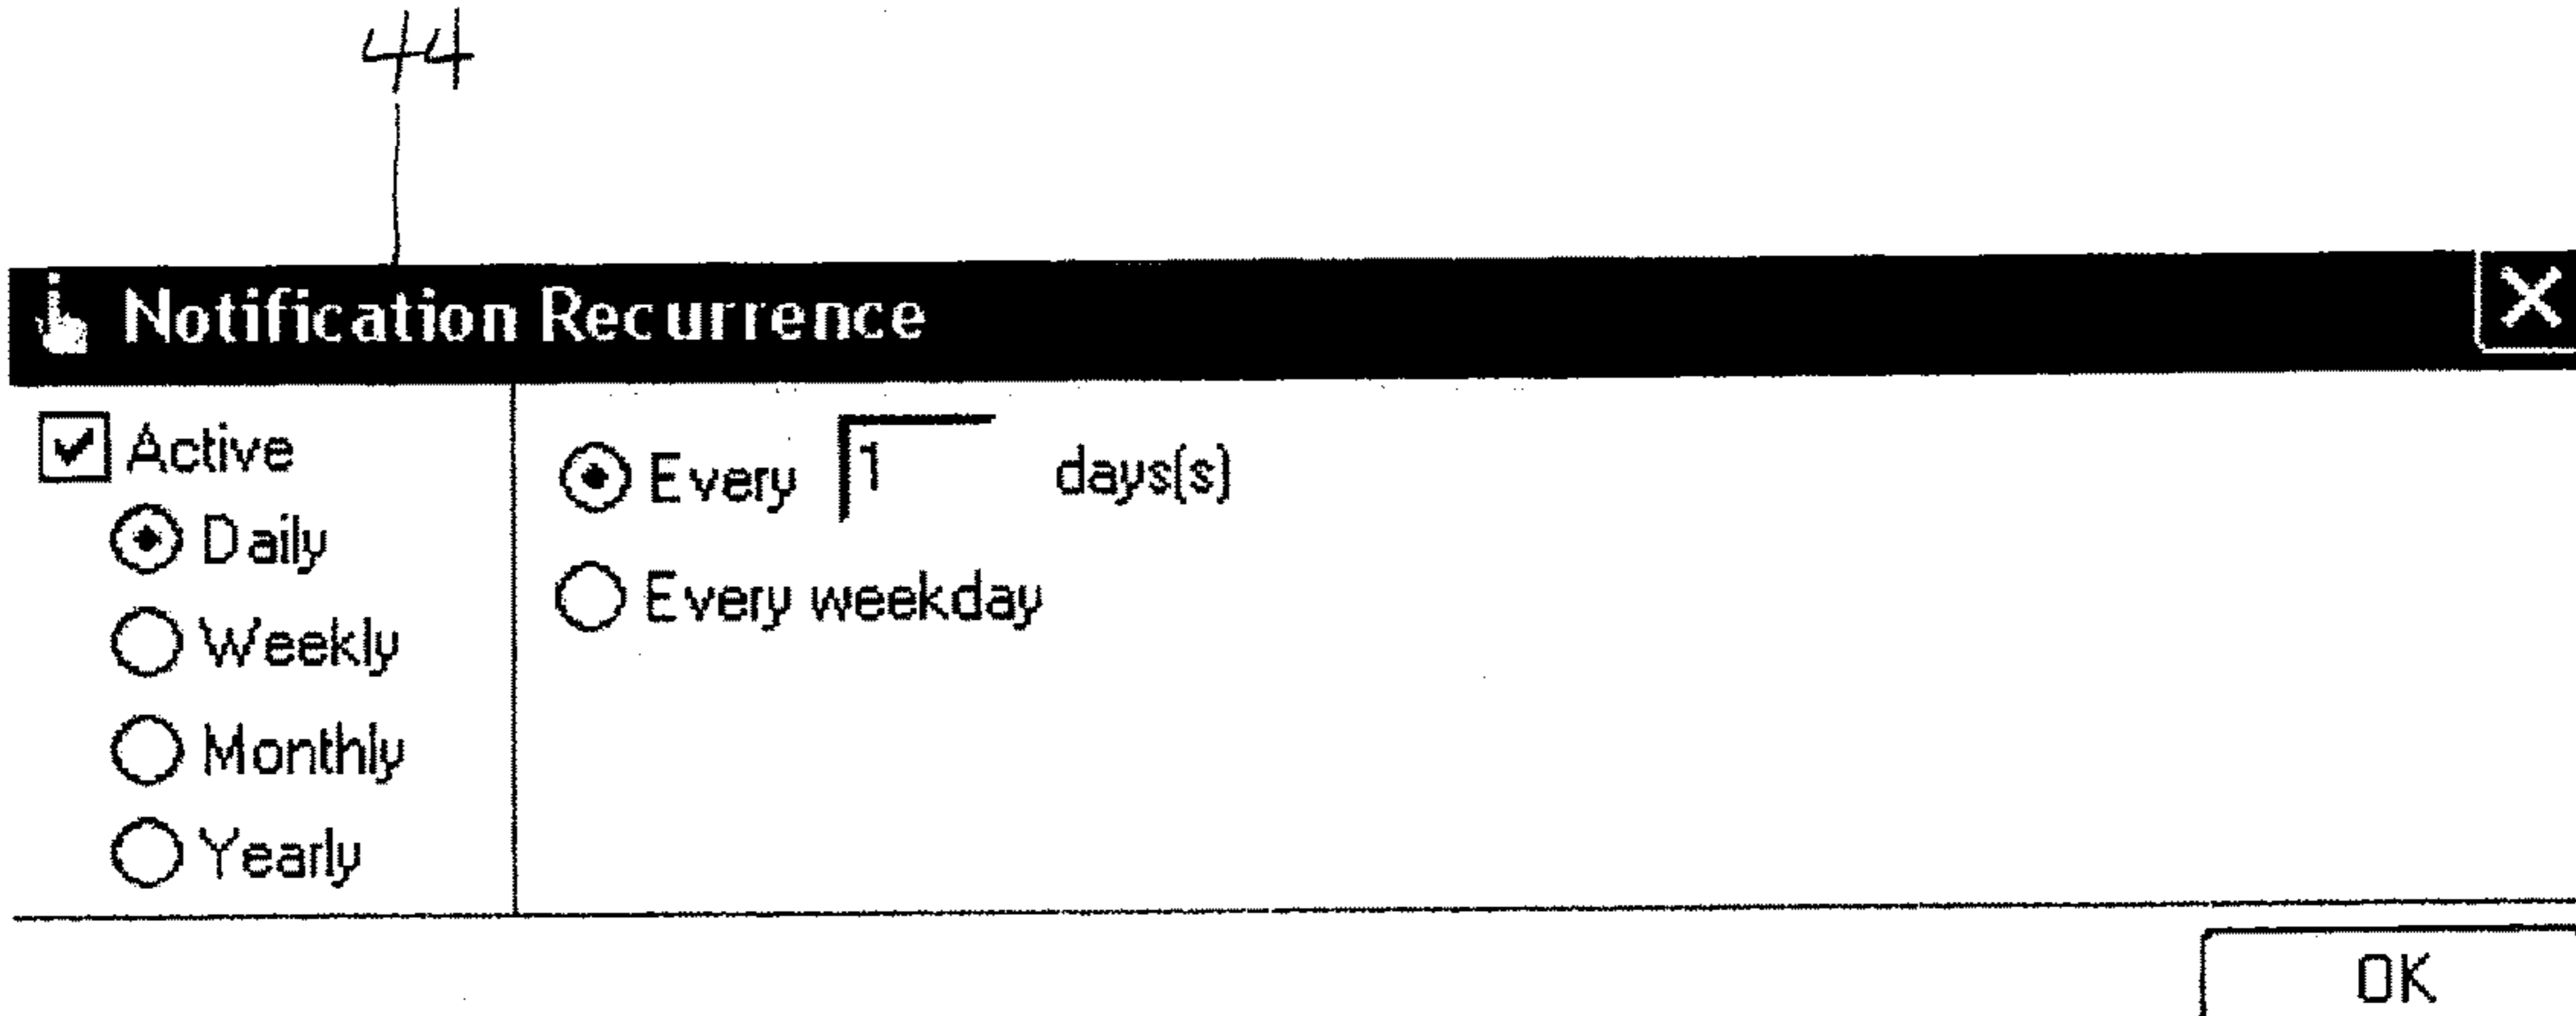 44
Notification Recurrence
Active
Daily
Weekly
Monthly
Yearly
Every 1 days(s)
Every weekday
OK